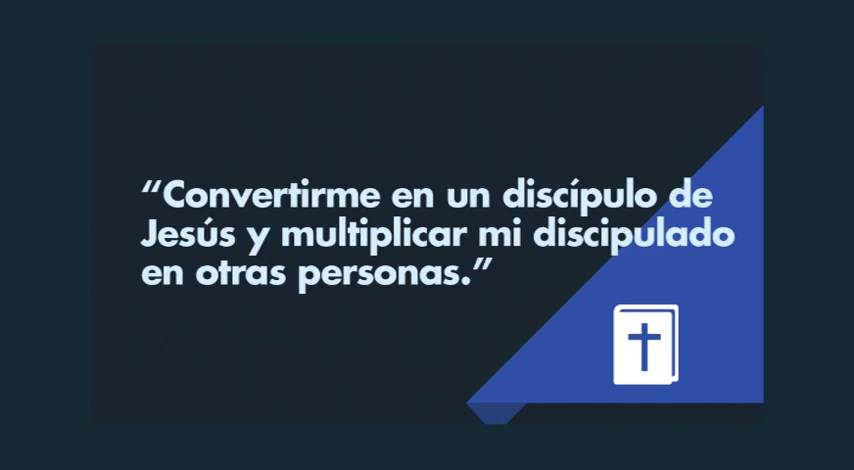 “Convertirme en un discípulo de
Jesús y multiplicar mi discipulado
en otras personas.”